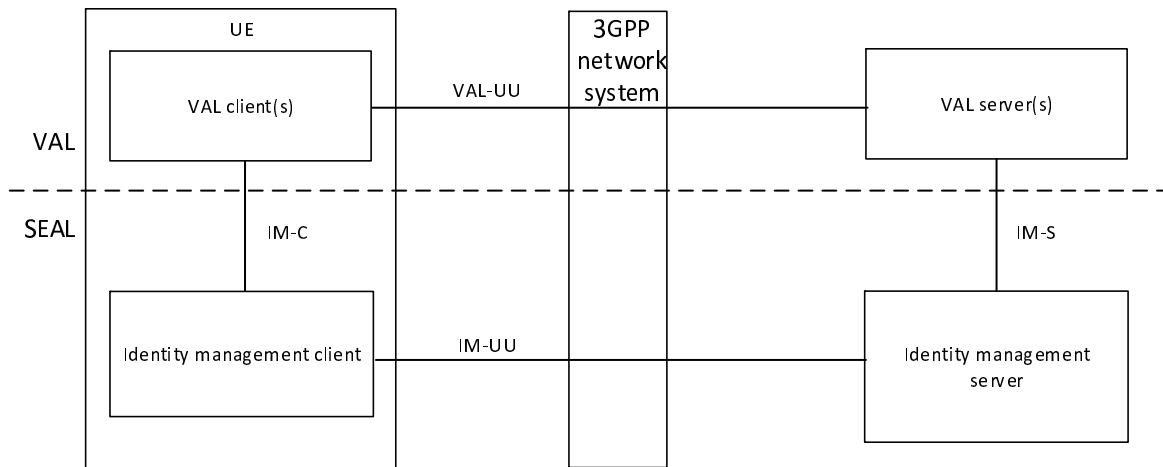 UE
3GPP
network
system
VAL client(s)
VAL-UU
VAL server(s)
VAL
SEAL
IM-C
IM-S
Identity management client
IM-UU
Identity management
server